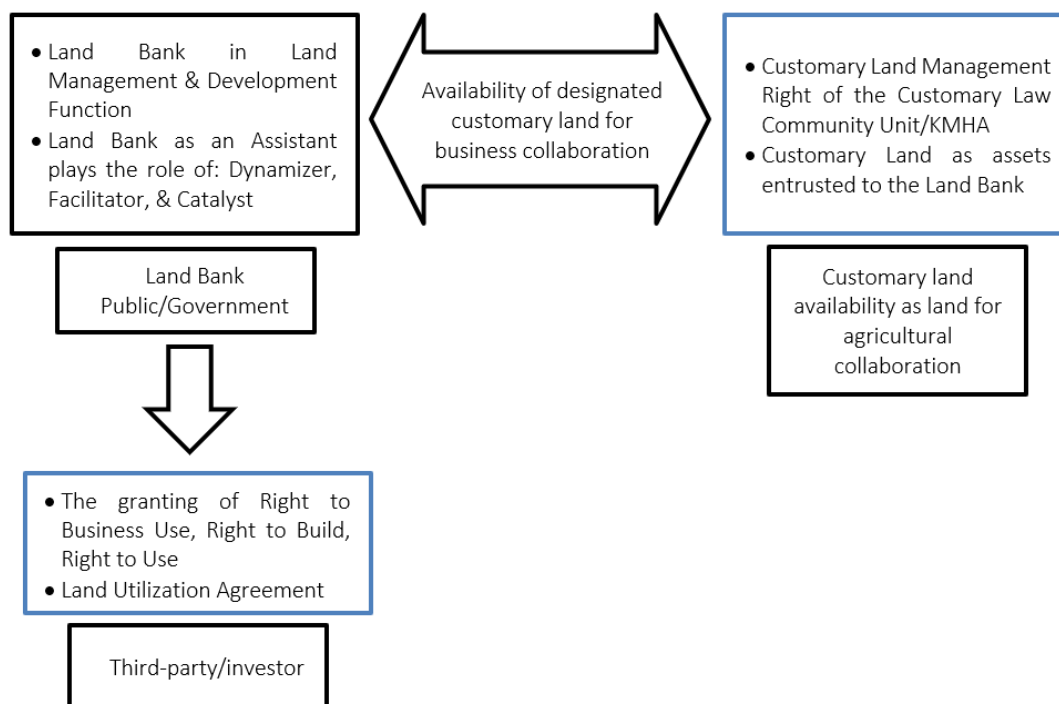 • Land Bank in Land
Management & Development
Function
• Land Bank as an Assistant
plays the role of: Dynamizer,
Facilitator, & Catalyst
Availability of designated
customary land for
business collaboration
• Customary Land Management
Right of the Customary Law
Community Unit/KMHA
• Customary Land as assets
entrusted to the Land Bank
Land Bank
Public/Government
Customary land
availability as land for
agricultural
collaboration
• The granting of Right to
Business Use, Right to Build,
Right to Use
• Land Utilization Agreement
Third-party/investor